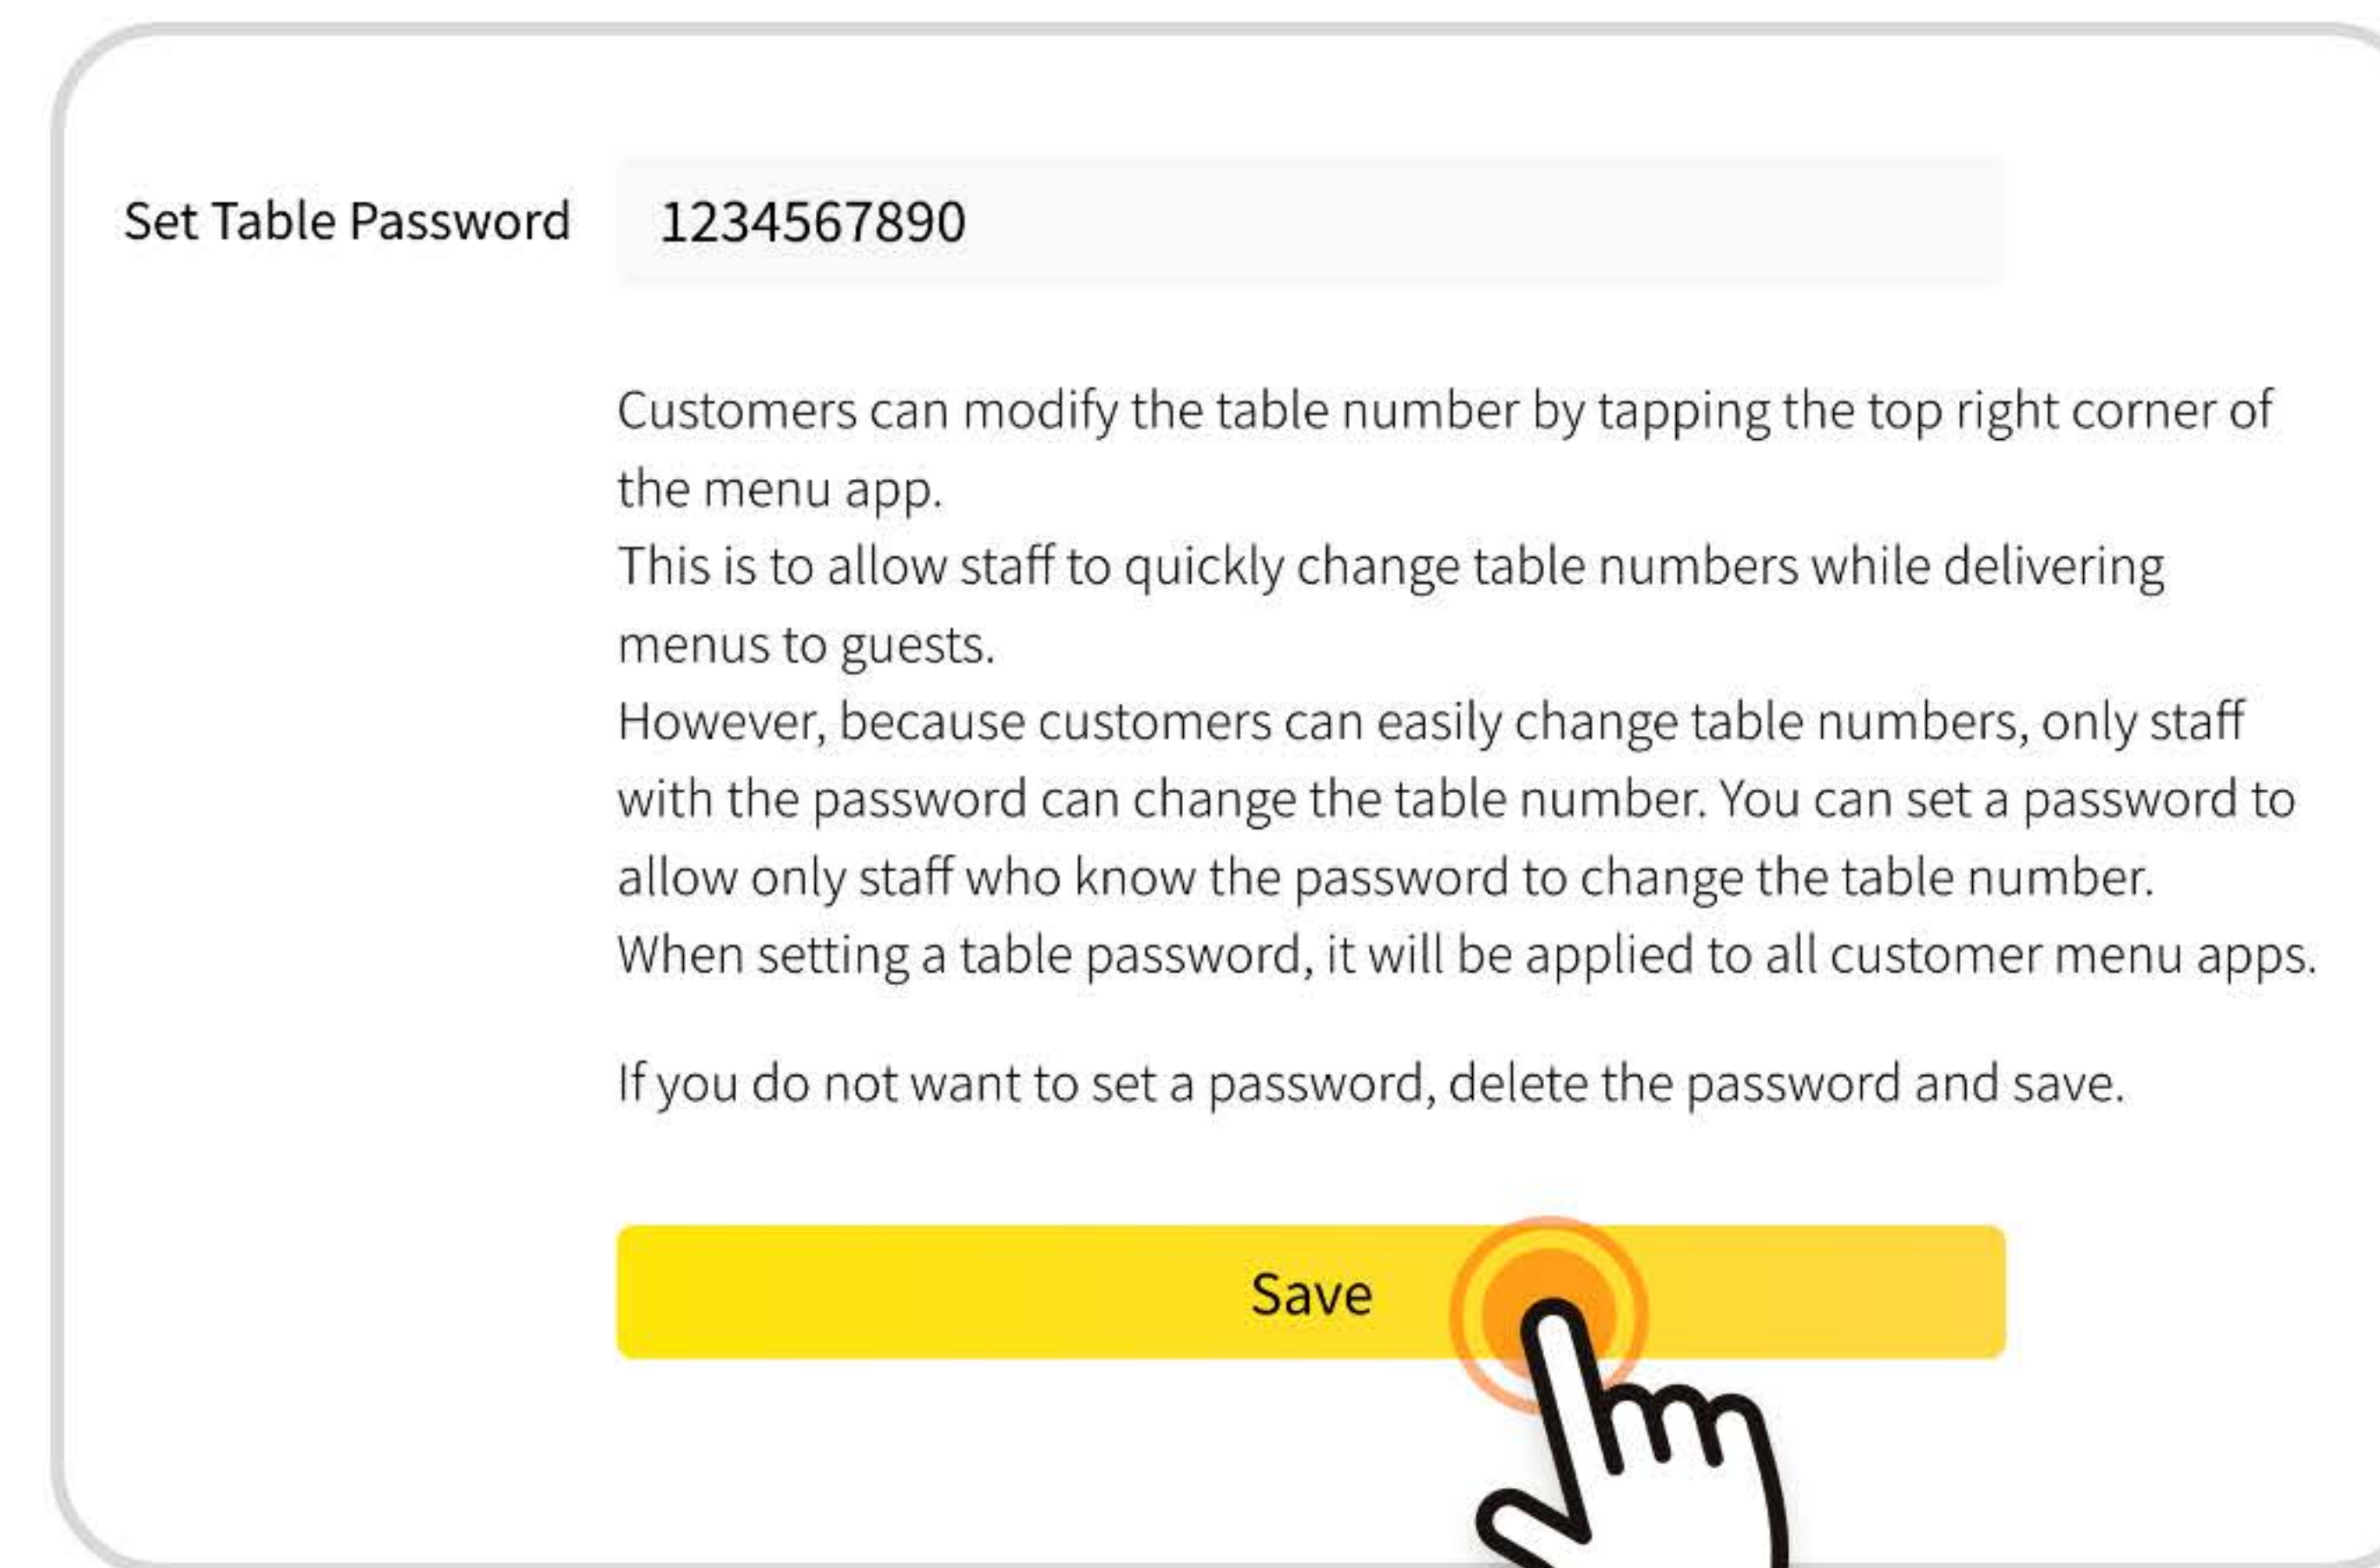 Set Table Password
1234567890
Customers can modify the table number by tapping the top right corner of
the menu app.
This is to allow staff to quickly change table numbers while delivering
menus to guests.
However, because customers can easily change table numbers, only staff
with the password can change the table number. You can set a password to
allow only staff who know the password to change the table number.
When setting a table password, it will be applied to all customer menu apps.
If you do not want to set a password, delete the password and save.
Save